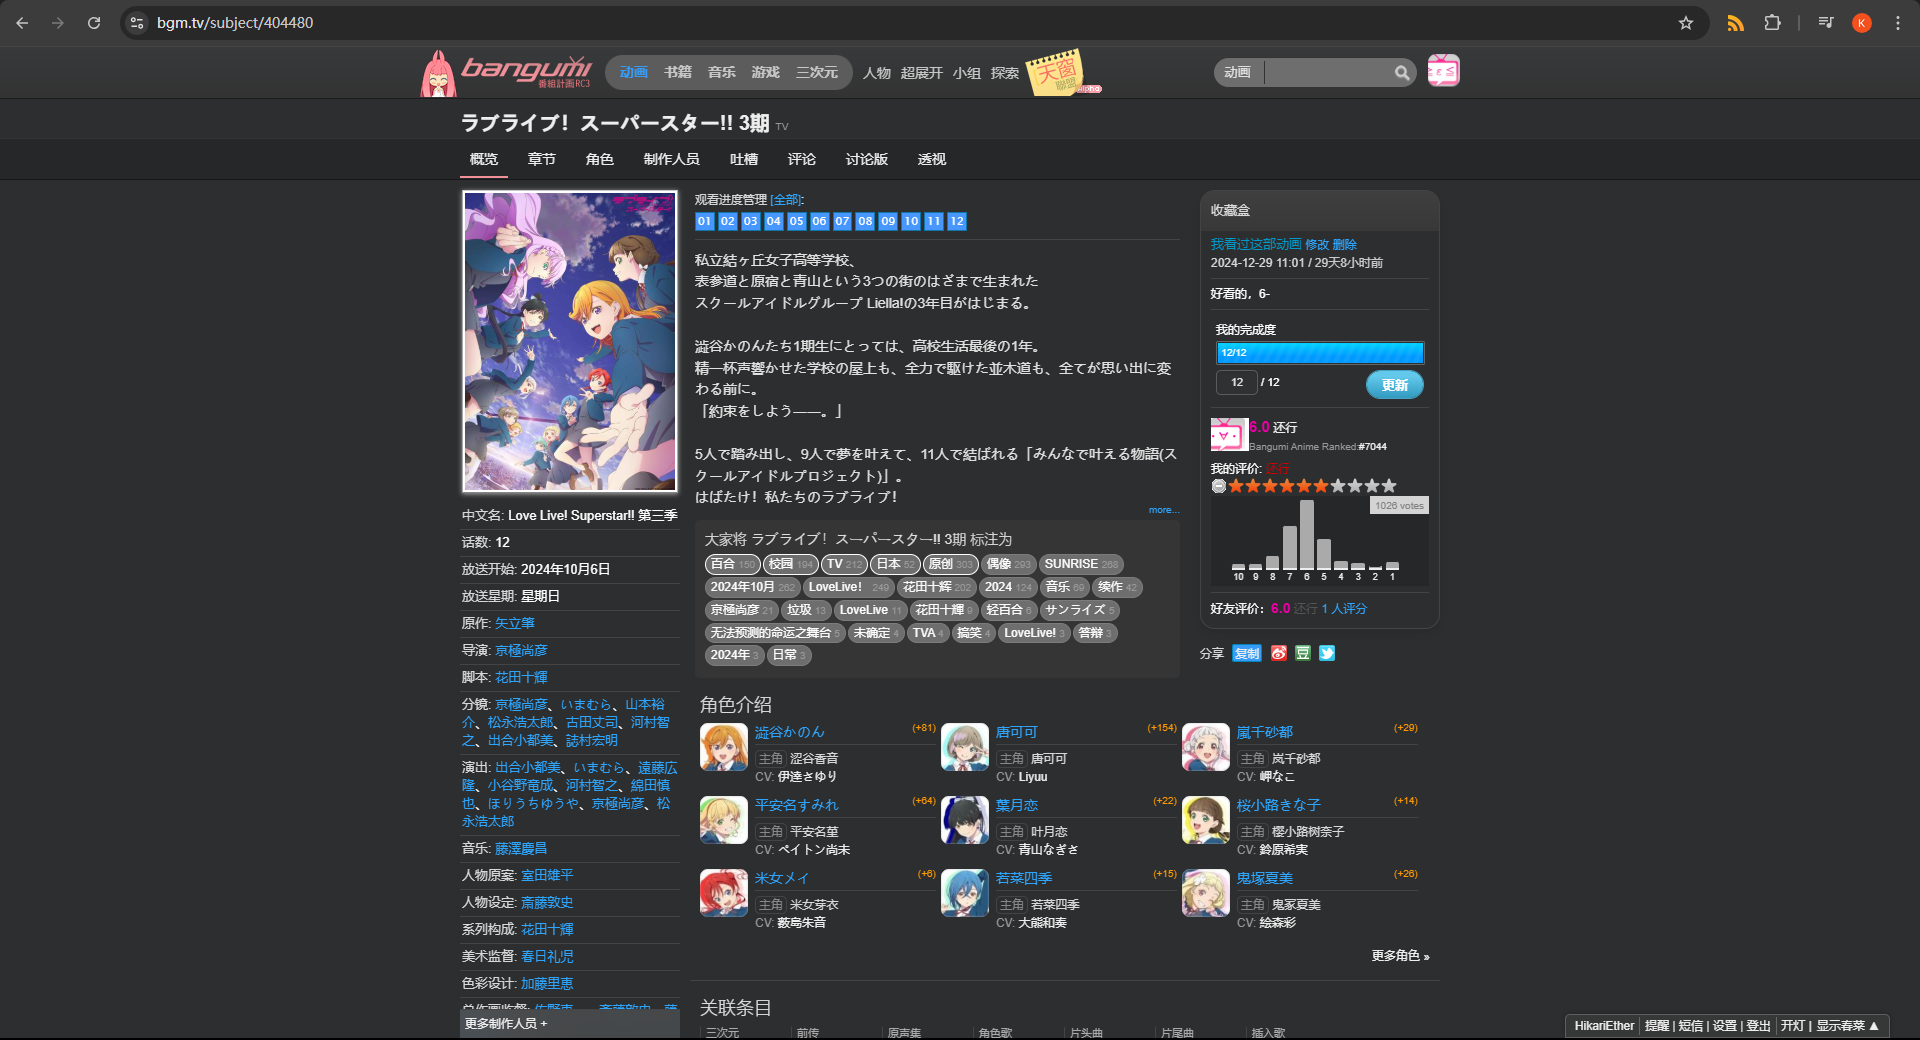 bgm.tv/subject/404480
K
bangumi
番組計画RC3
动画 书籍 音乐 游戏 三次元 人物 超展开 小组 探索
天窗
联盟
alpha
动画
ラブライブ！スーパースター!! 3期 TV
概览 章节 角色 制作人员 吐槽 评论 讨论版 透视
中文名: Love Live! Superstar!! 第三季
话数: 12
放送开始: 2024年10月6日
放送星期: 星期日
原作: 矢立肇
导演: 京極尚彦
脚本: 花田十輝
分镜: 京極尚彦、いまむら、山本裕
介、松永浩太郎、古田丈司、河村智
之、出合小都美、誌村宏明
演出: 出合小都美、いまむら、遠藤広
隆、小谷野竜成、河村智之、綿田慎
也、ほりうちゆうや、京極尚彦、松
永浩太郎
音乐: 藤澤慶昌
人物原案: 室田雄平
人物设定: 斎藤敦史
系列构成: 花田十輝
美术监督: 春日礼児
色彩设计: 加藤里恵
更多制作人员 +
观看进度管理 [全部]:
01 02 03 04 05 06 07 08 09 10 11 12
私立結ヶ丘女子高等学校、
表参道と原宿と青山という3つの街のはざまで生まれた
スクールアイドルグループ Liella!の3年目がはじまる。
澁谷かのんたち1期生にとっては、高校生活最後の1年。
精一杯声響かせた学校の屋上も、全力で駆けた並木道も、全てが思い出に変
わる前に。
「約束をしよう——。」
5人で踏み出し、9人で夢を叶えて、11人で結ばれる「みんなで叶える物語(ス
クールアイドルプロジェクト)」。
はばたけ！私たちのラブライブ！
more...
大家将 ラブライブ！スーパースター!! 3期 标注为
百合 150 校园 194 TV 212 日本 52 原创 303 偶像 293 SUNRISE 268
2024年10月 262 LoveLive！ 249 花田十辉 202 2024 124 音乐 69 续作 42
京極尚彦 21 垃圾 13 LoveLive 11 花田十輝 9 轻百合 6 サンライズ 5
无法预测的命运之舞台 5 未确定 4 TVA 4 搞笑 4 LoveLive! 3 答辩 3
2024年 3 日常 3
角色介绍
澁谷かのん (+81)
主角 涩谷香音
CV: 伊達さゆり
唐可可 (+154)
主角 唐可可
CV: Liyuu
嵐千砂都 (+29)
主角 岚千砂都
CV: 岬なこ
平安名すみれ (+64)
主角 平安名堇
CV: ペイトン尚未
葉月恋 (+22)
主角 叶月恋
CV: 青山なぎさ
桜小路きな子 (+14)
主角 樱小路树奈子
CV: 鈴原希実
米女メイ (+6)
主角 米女芽衣
CV: 薮島朱音
若菜四季 (+15)
主角 若菜四季
CV: 大熊和奏
鬼塚夏美 (+26)
主角 鬼冢夏美
CV: 絵森彩
更多角色 »
关联条目
三次元 前传 原声集 角色歌 片头曲 片尾曲 插入歌
收藏盒
我看过这部动画 修改 删除
2024-12-29 11:01 / 29天8小时前
好看的，6-
我的完成度
12/12
12 / 12 更新
6.0 还行
Bangumi Anime Ranked:#7044
我的评价: 还行
1026 votes
10 9 8 7 6 5 4 3 2 1
好友评价: 6.0 还行 1 人评分
分享 复制 豆
HikariEther 提醒 | 短信 | 设置 | 登出 开灯 | 显示春菜 ▲